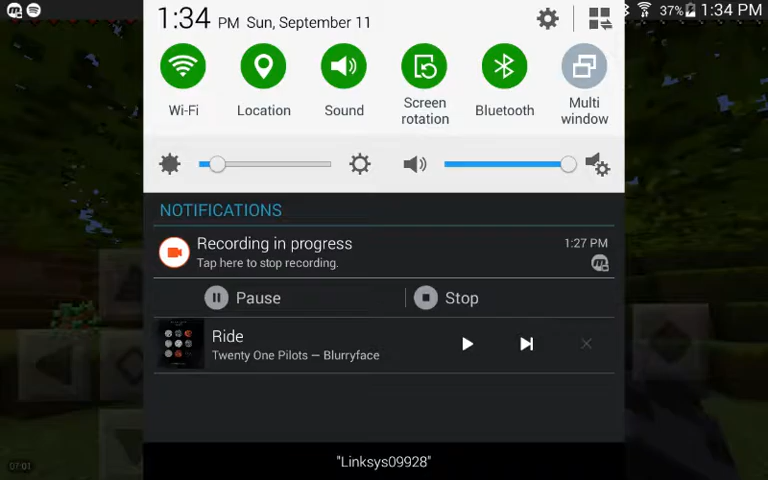 1:34 PM Sun, September 11
37% 1:34 PM
Wi-Fi
Location
Sound
Screen
rotation
Bluetooth
Multi
window
NOTIFICATIONS
Recording in progress
1:27 PM
Tap here to stop recording.
Pause
Stop
Ride
Twenty One Pilots – Blurryface
"Linksys09928"
07:01